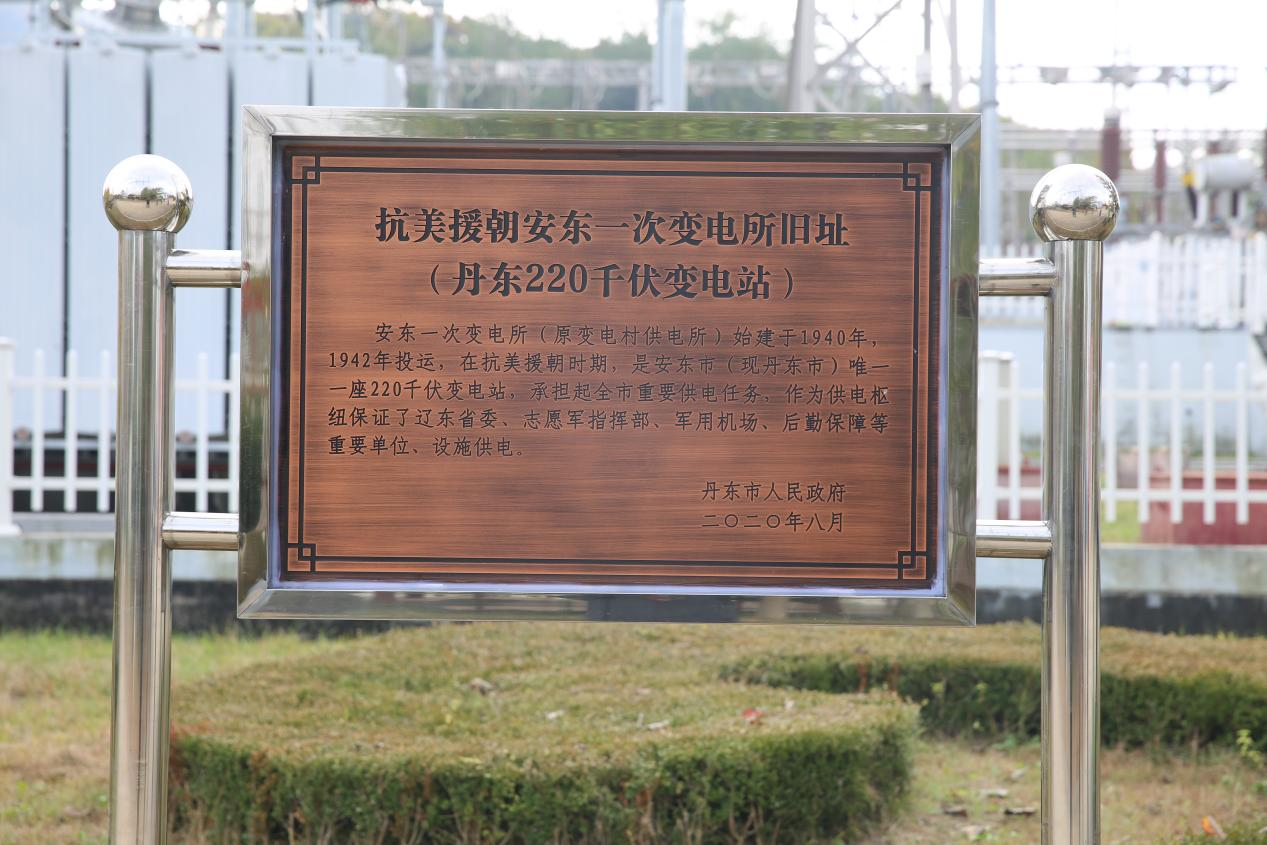 抗美援朝安东一次变电所旧址
（丹东220千伏变电站）
安东一次变电所（原变电村供电所）始建于1940年，
1942年投运，在抗美援朝时期，是安东市（现丹东市）唯一
一座220千伏变电站，承担起全市重要供电任务，作为供电枢
纽保证了辽东省委、志愿军指挥部、军用机场、后勤保障等
重要单位、设施供电。
丹东市人民政府
二〇二〇年八月